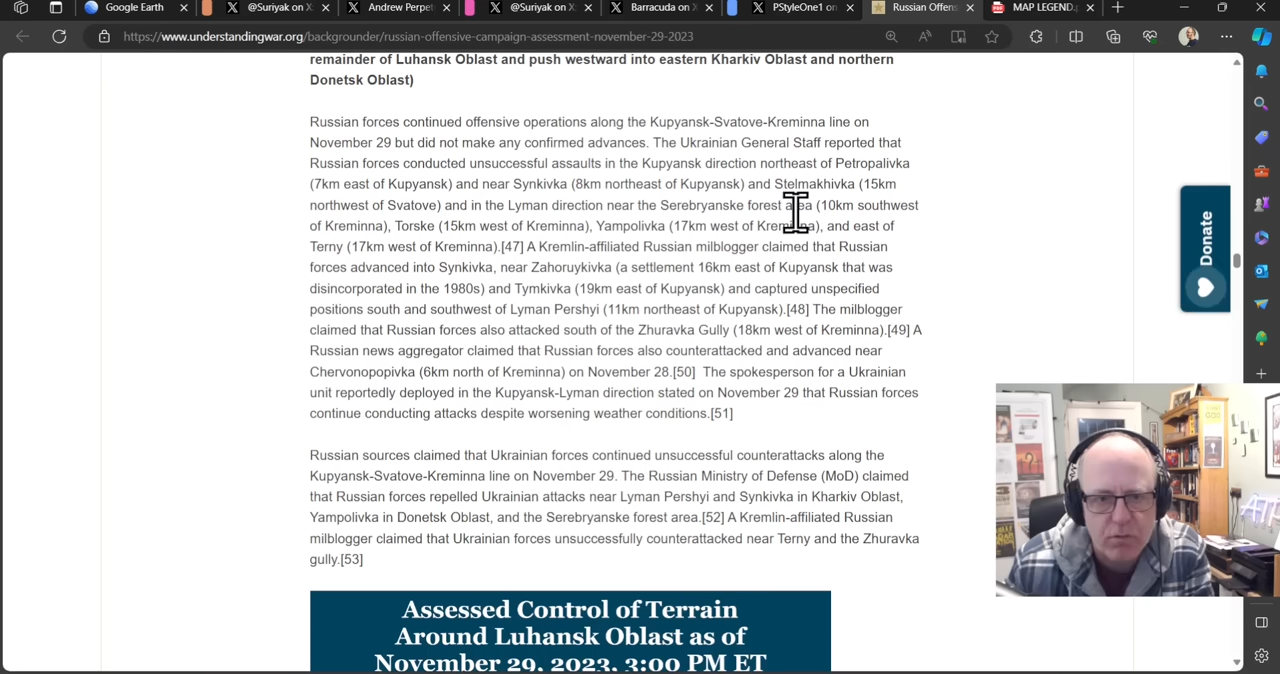 Google Earth
@Suriyak on X
Andrew Perpet
@Suriyak on X
Barracuda on X
PStyleOne1 on
Russian Offens
MAP LEGEND.p
https://www.understandingwar.org/backgrounder/russian-offensive-campaign-assessment-november-29-2023
remainder of Luhansk Oblast and push westward into eastern Kharkiv Oblast and northern
Donetsk Oblast)
Russian forces continued offensive operations along the Kupyansk-Svatove-Kreminna line on
November 29 but did not make any confirmed advances. The Ukrainian General Staff reported that
Russian forces conducted unsuccessful assaults in the Kupyansk direction northeast of Petropalivka
(7km east of Kupyansk) and near Synkivka (8km northeast of Kupyansk) and Stelmakhivka (15km
northwest of Svatove) and in the Lyman direction near the Serebryanske forest area (10km southwest
of Kreminna), Torske (15km west of Kreminna), Yampolivka (17km west of Kreminna), and east of
Terny (17km west of Kreminna).[47] A Kremlin-affiliated Russian milblogger claimed that Russian
forces advanced into Synkivka, near Zahoruykivka (a settlement 16km east of Kupyansk that was
disincorporated in the 1980s) and Tymkivka (19km east of Kupyansk) and captured unspecified
positions south and southwest of Lyman Pershyi (11km northeast of Kupyansk).[48] The milblogger
claimed that Russian forces also attacked south of the Zhuravka Gully (18km west of Kreminna).[49] A
Russian news aggregator claimed that Russian forces also counterattacked and advanced near
Chervonopopivka (6km north of Kreminna) on November 28.[50] The spokesperson for a Ukrainian
unit reportedly deployed in the Kupyansk-Lyman direction stated on November 29 that Russian forces
continue conducting attacks despite worsening weather conditions.[51]
Russian sources claimed that Ukrainian forces continued unsuccessful counterattacks along the
Kupyansk-Svatove-Kreminna line on November 29. The Russian Ministry of Defense (MoD) claimed
that Russian forces repelled Ukrainian attacks near Lyman Pershyi and Synkivka in Kharkiv Oblast,
Yampolivka in Donetsk Oblast, and the Serebryanske forest area.[52] A Kremlin-affiliated Russian
milblogger claimed that Ukrainian forces unsuccessfully counterattacked near Terny and the Zhuravka
gully.[53]
Assessed Control of Terrain
Around Luhansk Oblast as of
November 29, 2023, 3:00 PM ET
Donate